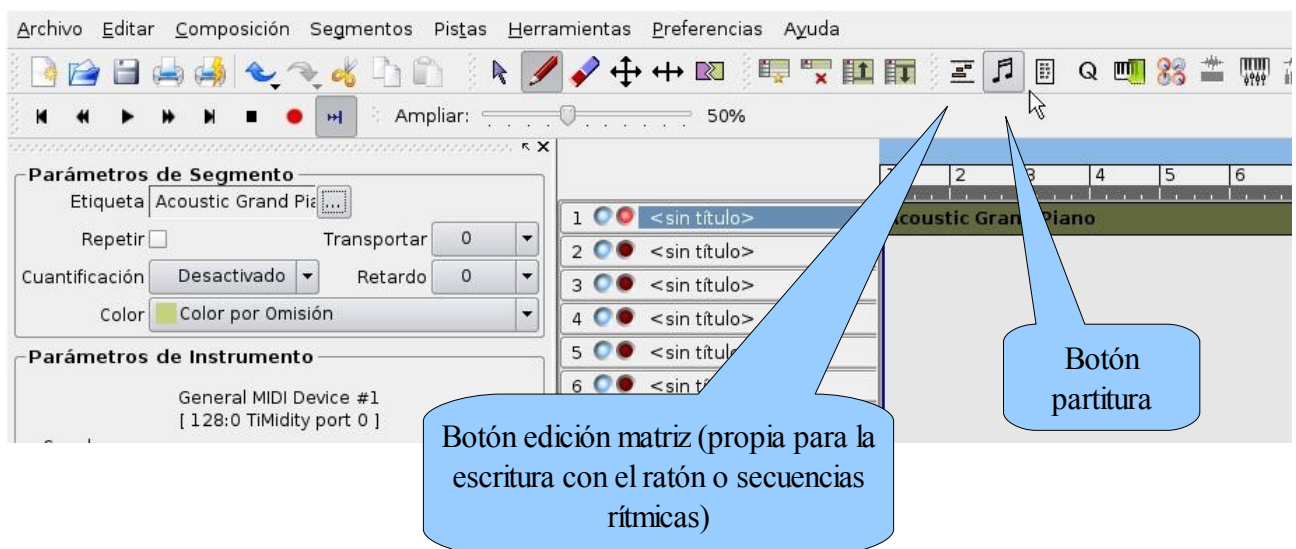 Archivo Editar Composición Segmentos Pistas Herramientas Preferencias Ayuda
Q
Ampliar: 50%
Parámetros de Segmento
Etiqueta Acoustic Grand Pia ...
Repetir Transportar 0
Cuantificación Desactivado Retardo 0
Color Color por Omisión
Parámetros de Instrumento
General MIDI Device #1
[ 128:0 TiMidity port 0 ]
2 3 4 5 6
Acoustic Grand Piano
1 <sin título>
2 <sin título>
3 <sin título>
4 <sin título>
5 <sin título>
6
Botón edición matriz (propia para la
escritura con el ratón o secuencias
rítmicas)
Botón
partitura